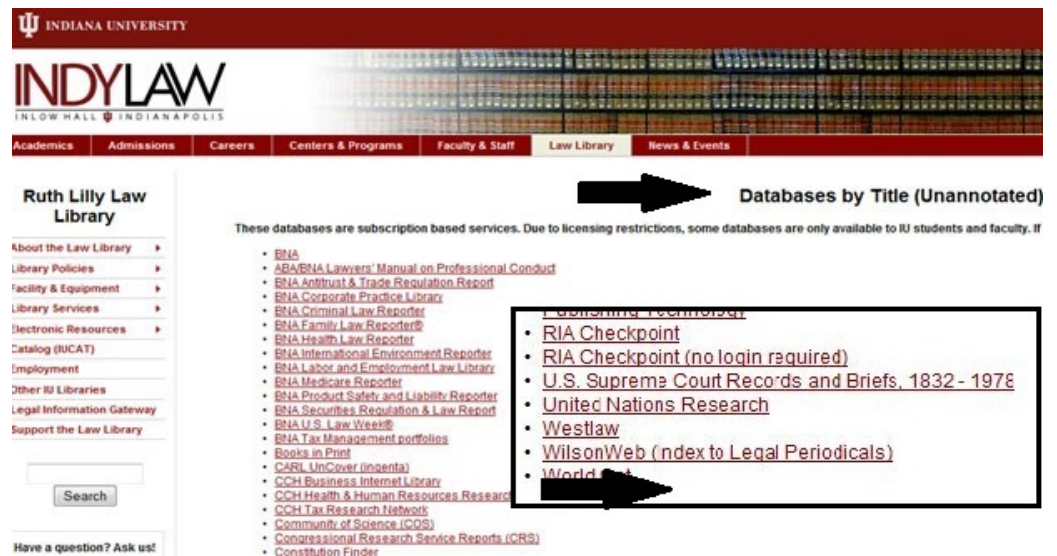 INDIANA UNIVERSITY
INDYLAW
INLOW HALL INDIANAPOLIS
Academics Admissions Careers Centers & Programs Faculty & Staff Law Library News & Events
Ruth Lilly Law
Library
About the Law Library
Library Policies
Facility & Equipment
Library Services
Electronic Resources
Catalog (IUCAT)
Employment
Other IU Libraries
Legal Information Gateway
Support the Law Library
Search
Have a question? Ask us!
Databases by Title (Unannotated)
These databases are subscription based services. Due to licensing restrictions, some databases are only available to IU students and faculty. If
BNA
ABA/BNA Lawyers' Manual on Professional Conduct
BNA Antitrust & Trade Regulation Report
BNA Corporate Practice Library
BNA Criminal Law Reporter
BNA Family Law Reporter®
BNA Health Law Reporter
BNA International Environment Reporter
BNA Labor and Employment Law Library
BNA Medicare Reporter
BNA Product Safety and Liability Reporter
BNA Securities Regulation & Law Report
BNA U.S. Law Week®
BNA Tax Management portfolios
Books in Print
CARL UnCover (ingenta)
CCH Business Internet Library
CCH Health & Human Resources Research
CCH Tax Research Network
Community of Science (COS)
Congressional Research Service Reports (CRS)
Constitution Finder
Publishing Technology
RIA Checkpoint
RIA Checkpoint (no login required)
U.S. Supreme Court Records and Briefs, 1832 - 1978
United Nations Research
Westlaw
WilsonWeb (Index to Legal Periodicals)
World